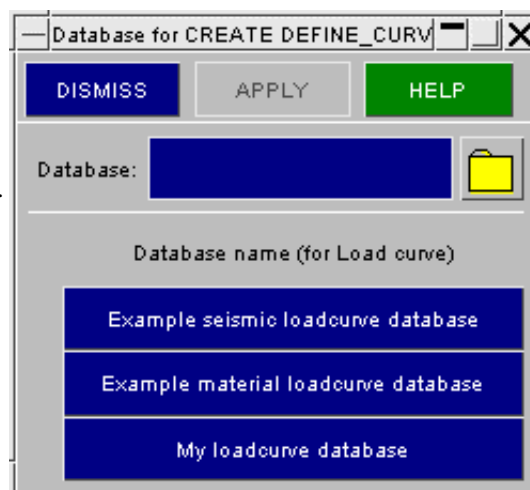 Database for CREATE DEFINE_CURV
DISMISS APPLY HELP
Database:
Database name (for Load curve)
Example seismic loadcurve database
Example material loadcurve database
My loadcurve database